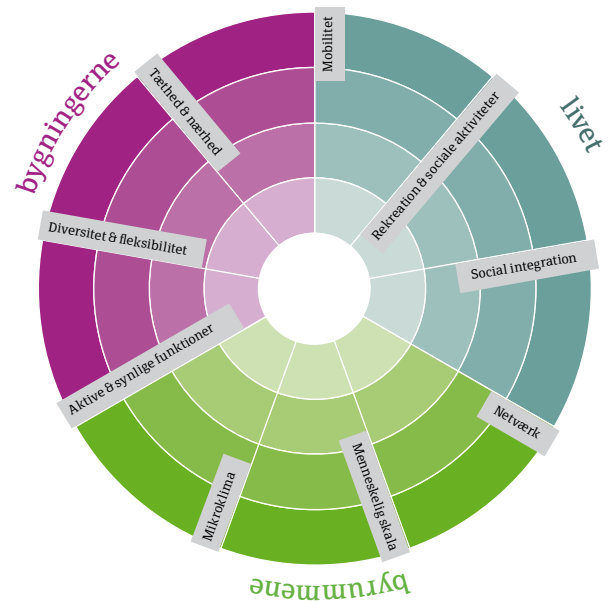 Mobilitet
Rekreation & sociale aktiviteter
livet
Social integration
Netværk
Menneskelig skala
byrummene
Mikroklima
Aktive & synlige funktioner
Diversitet & fleksibilitet
bygningerne
Tæthed & nærhed